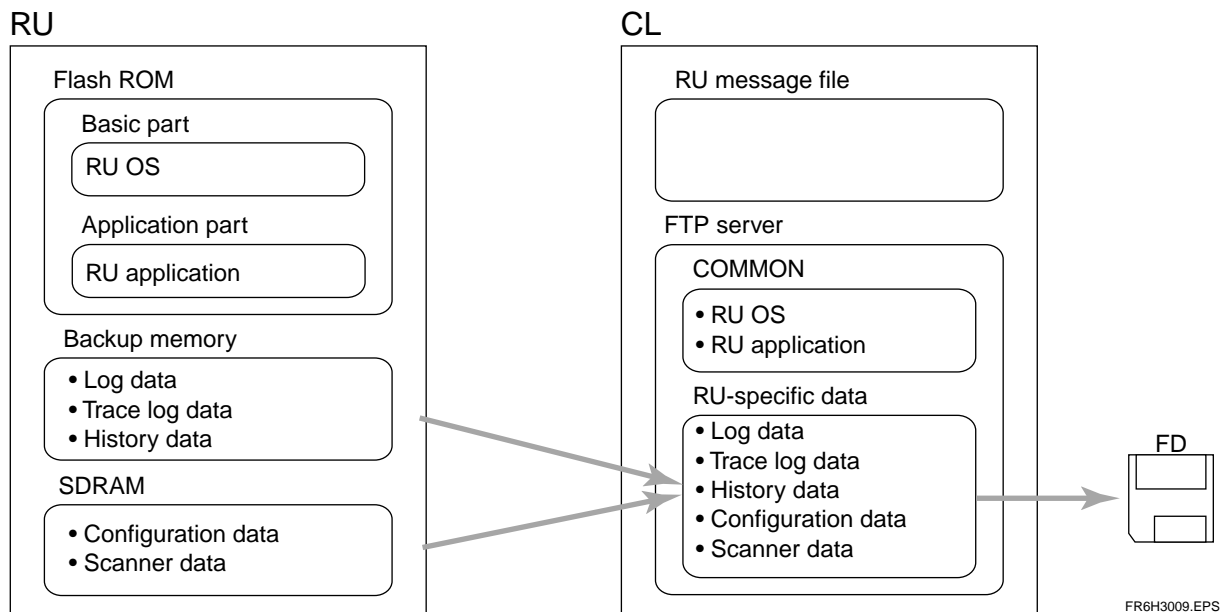 RU
Flash ROM
Basic part
RU OS
Application part
RU application
Backup memory
• Log data
• Trace log data
• History data
SDRAM
• Configuration data
• Scanner data
CL
RU message file
FTP server
COMMON
• RU OS
• RU application
RU-specific data
• Log data
• Trace log data
• History data
• Configuration data
• Scanner data
FD
FR6H3009.EPS